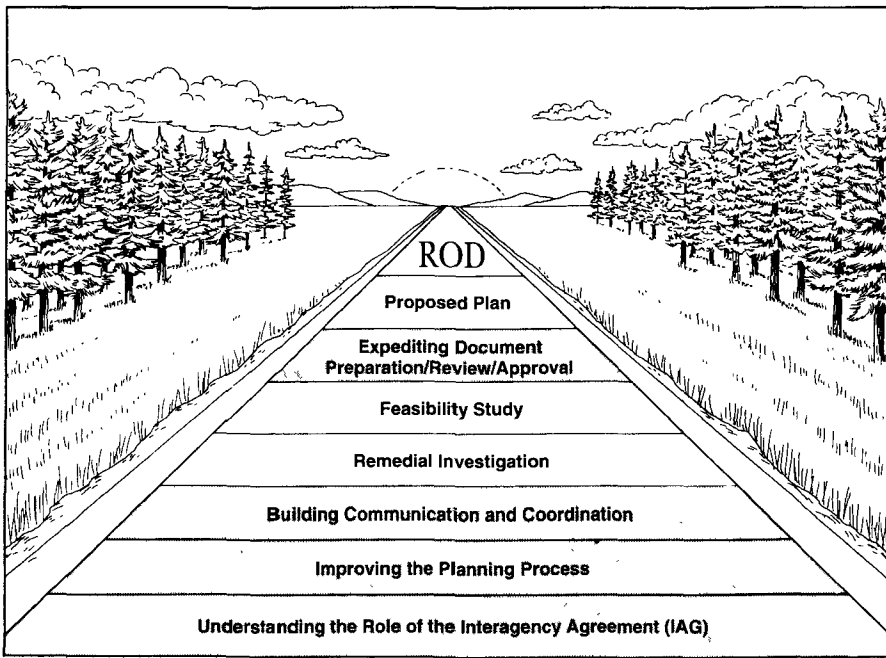 ROD
Proposed Plan
Expediting Document
Preparation/Review/Approval
Feasibility Study
Remedial Investigation
Building Communication and Coordination
Improving the Planning Process
Understanding the Role of the Interagency Agreement (IAG)